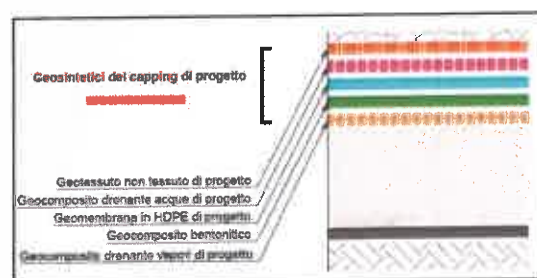 Geosintetici del capping di progetto
Geotessuto non tessuto di progetto
Geocomposito drenante acque di progetto
Geomembrana in HDPE di progetto
Geocomposito bentonitico
Geocomposito drenante vapori di progetto